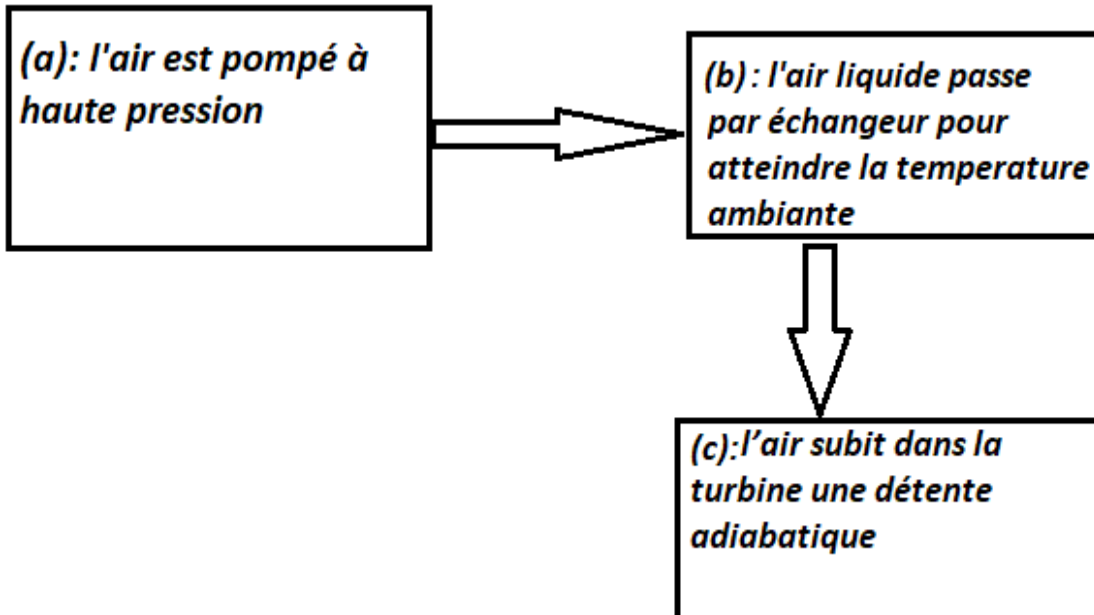 (a): l'air est pompé à
haute pression
(b) : l'air liquide passe
par échangeur pour
atteindre la temperature
ambiante
(c):l’air subit dans la
turbine une détente
adiabatique